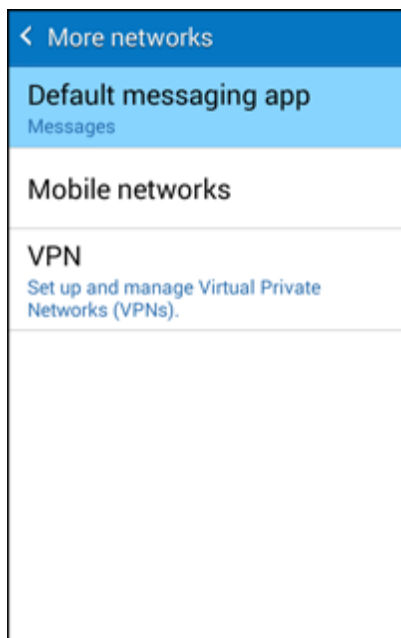 More networks
Default messaging app
Messages
Mobile networks
VPN
Set up and manage Virtual Private
Networks (VPNs).